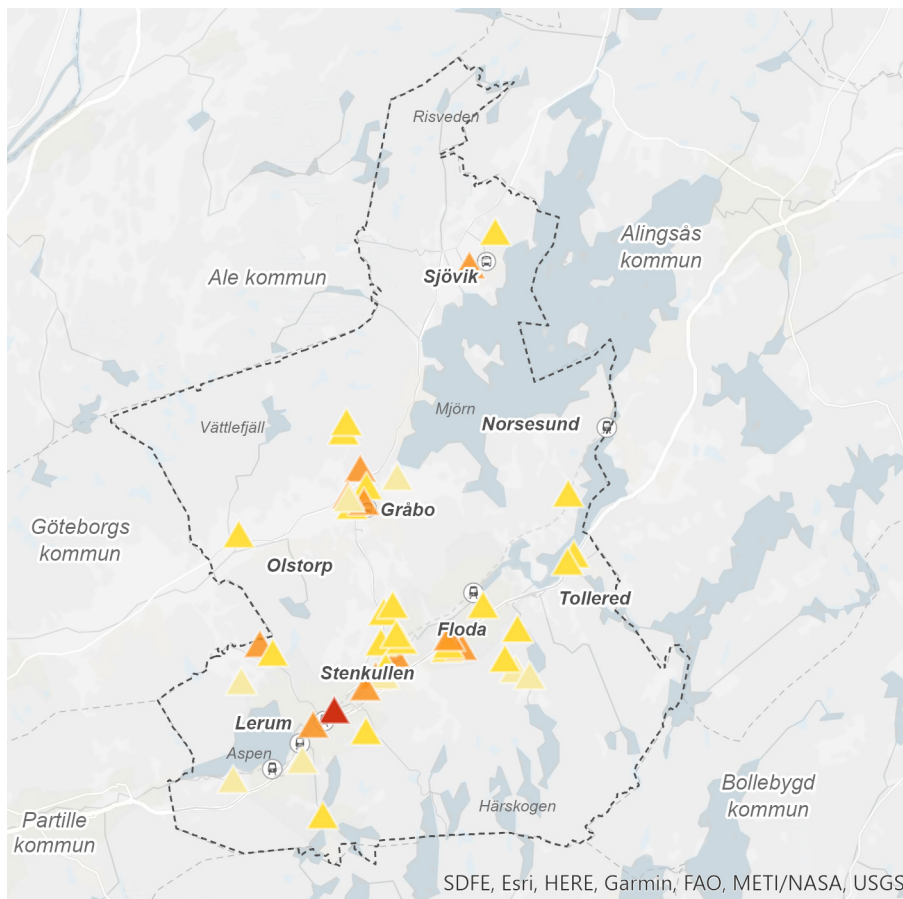 Risveden
Alingsås
kommun
Ale kommun
Sjövik
Mjörn
Norsesund
Vättlefjäll
Gråbo
Göteborgs
kommun
Olstorp
Tollered
Floda
Stenkullen
Lerum
Aspen
Bollebygd
kommun
Härskogen
Partille
kommun
SDFE, Esri, HERE, Garmin, FAO, METI/NASA, USGS